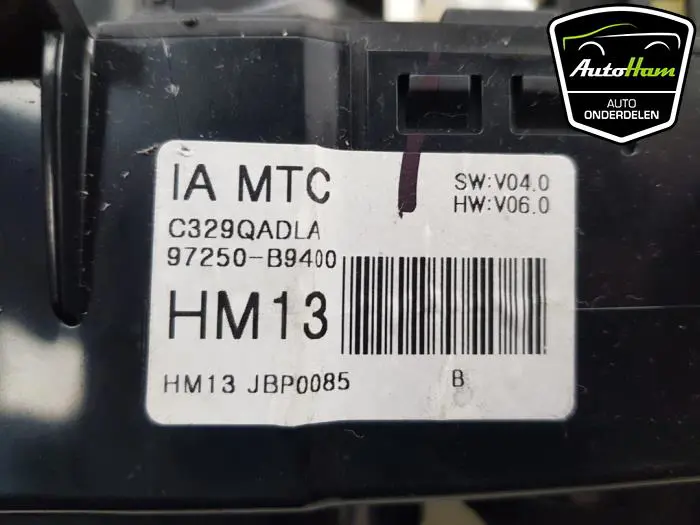 AutoHam
AUTO
ONDERDELEN
IA MTC
SW:V04.0
HW:V06.0
C329QADLA
97250-B9400
HM13
HM13 JBP0085
B